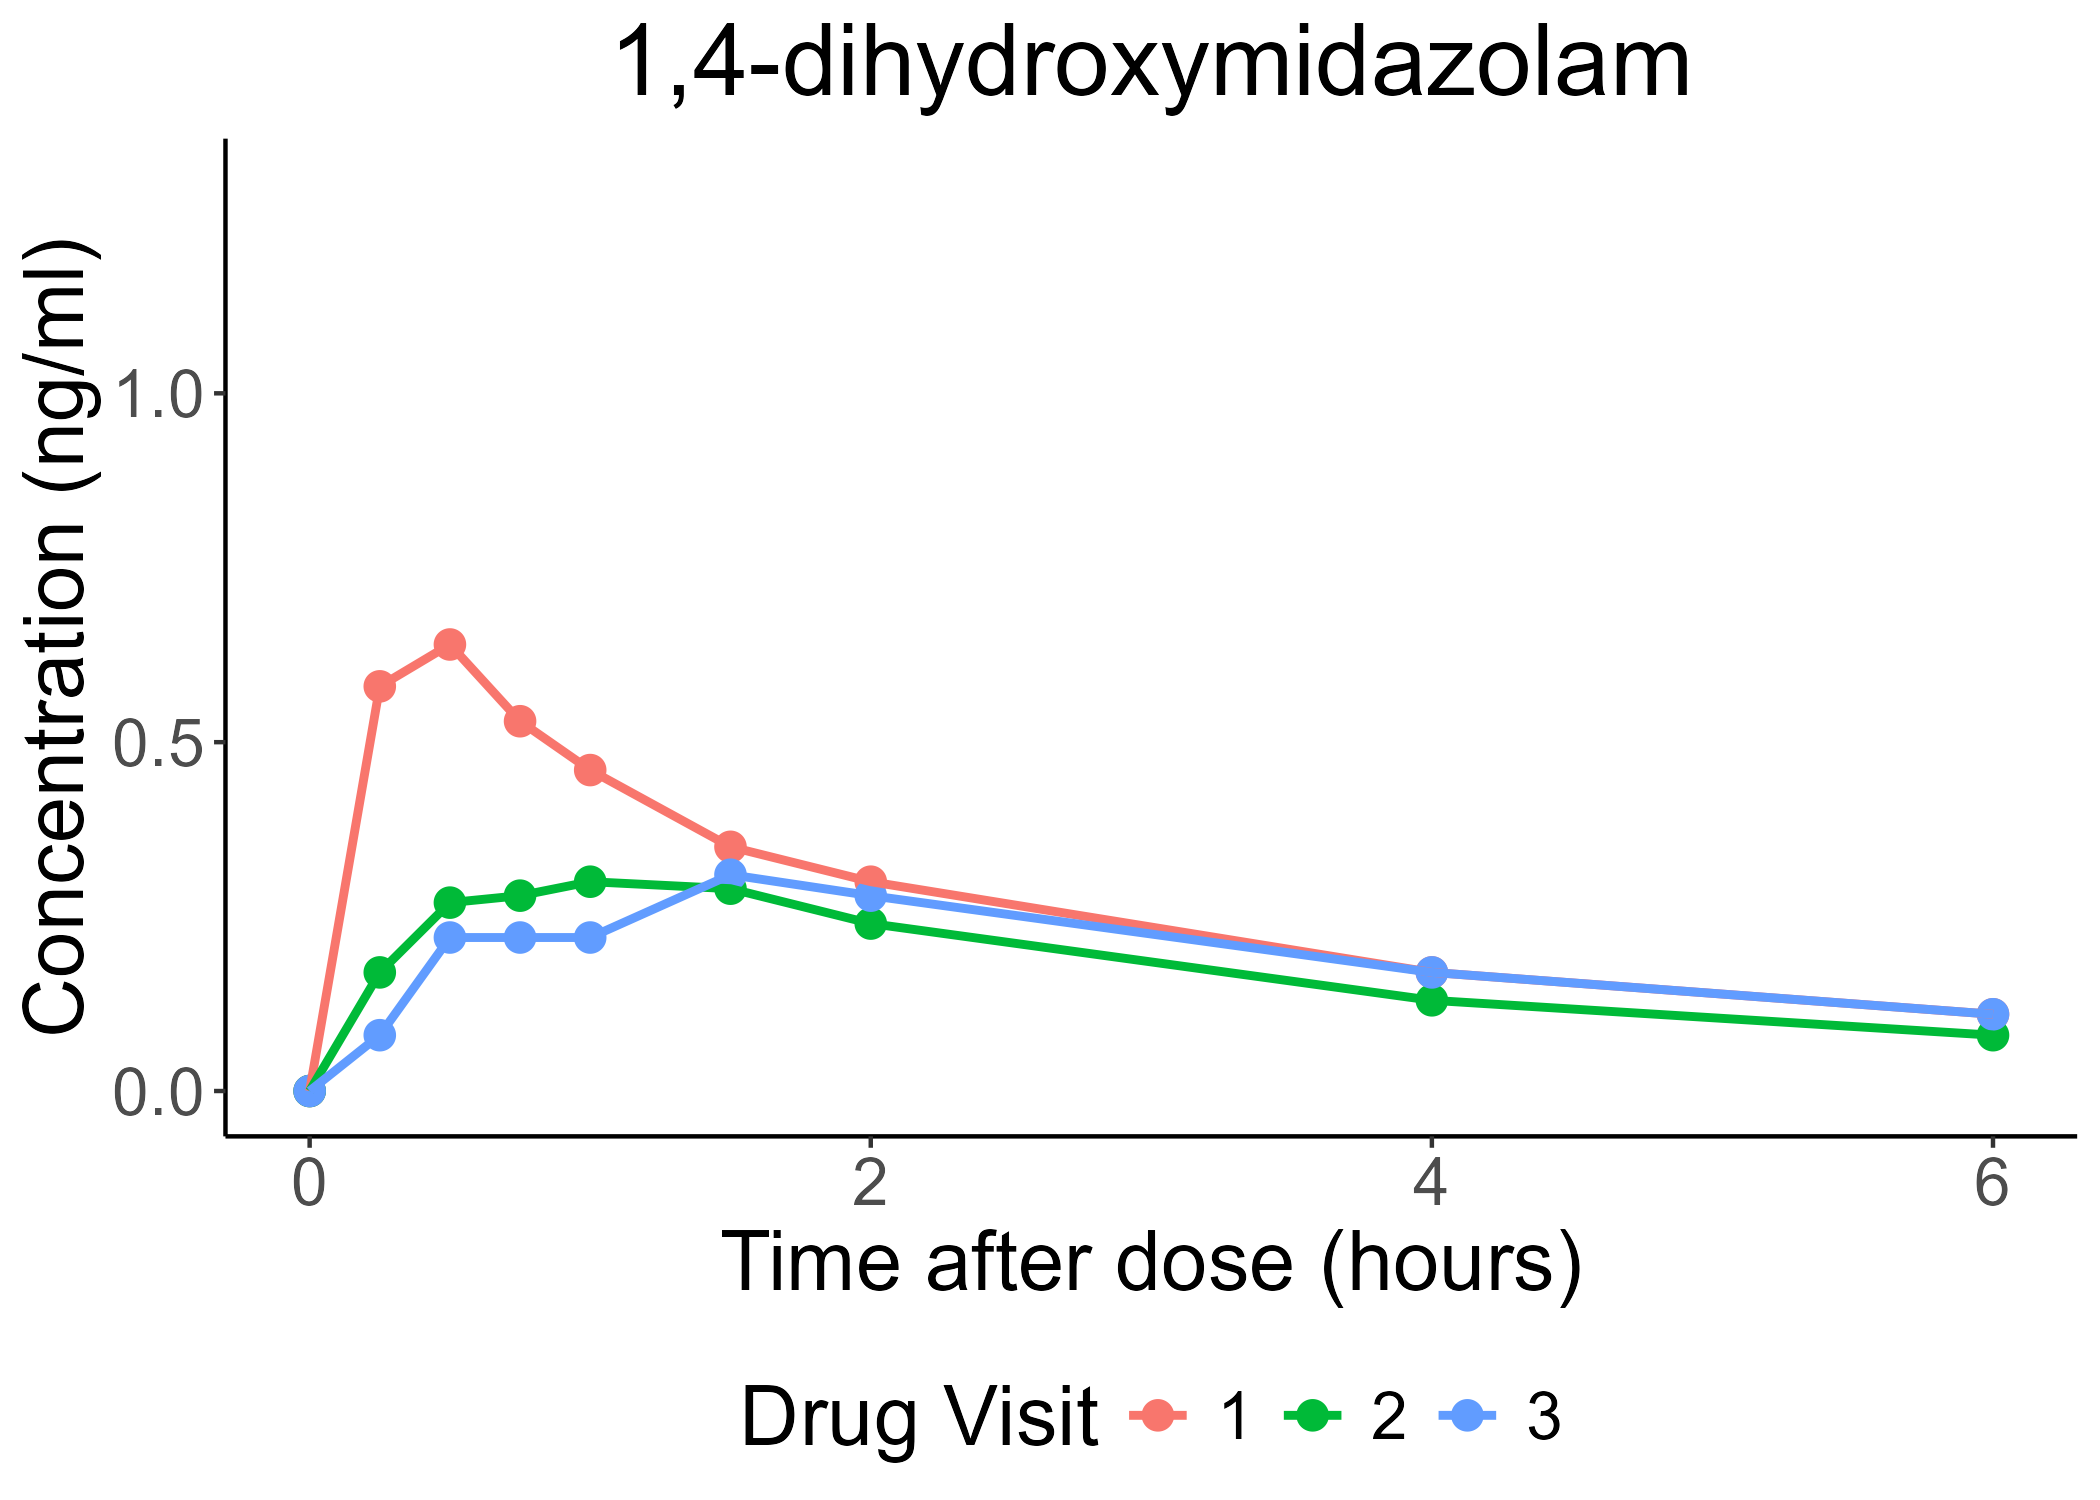 1,4-dihydroxymidazolam
Concentration (ng/ml)
1.0
0.5
0.0
0 2 4 6
Time after dose (hours)
Drug Visit 1 2 3